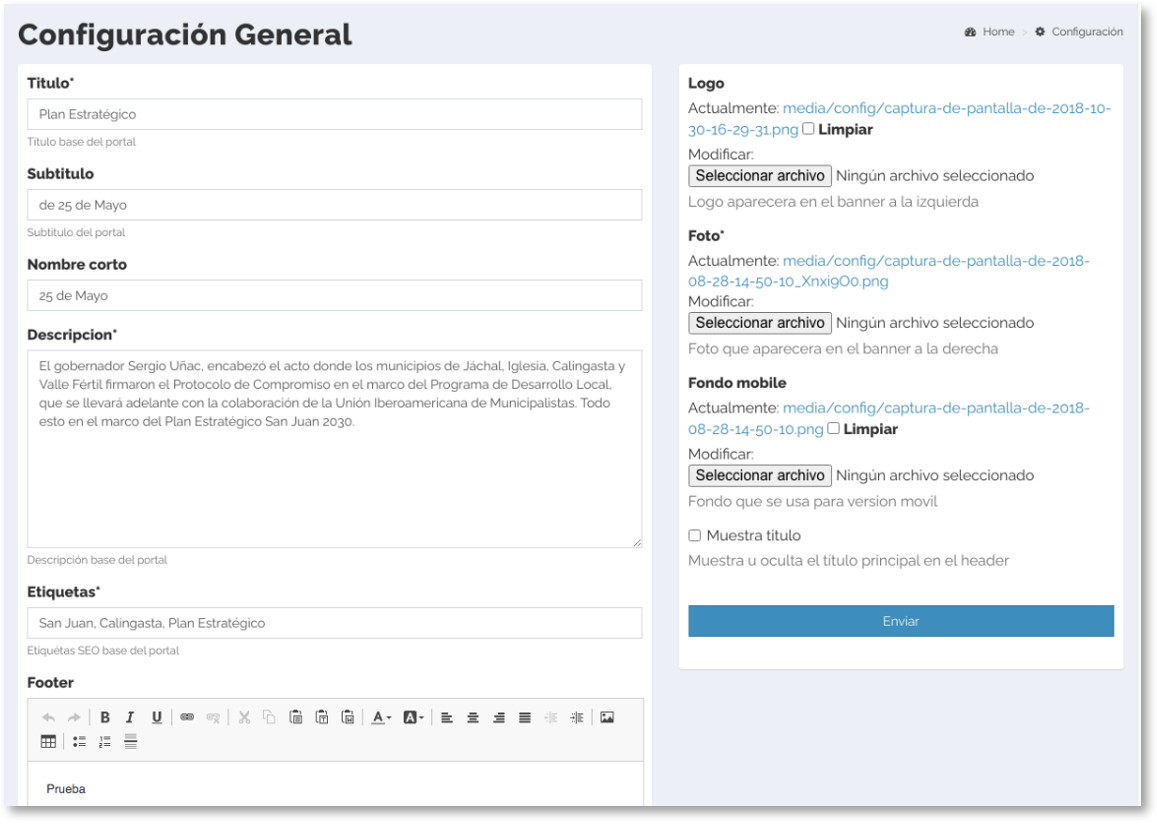 Configuración General
Home > Configuración
Titulo*
Plan Estratégico
Título base del portal
Subtitulo
de 25 de Mayo
Subtitulo del portal
Nombre corto
25 de Mayo
Descripcion*
El gobernador Sergio Uñac, encabezó el acto donde los municipios de Jáchal, Iglesia, Calingasta y
Valle Fértil firmaron el Protocolo de Compromiso en el marco del Programa de Desarrollo Local,
que se llevará adelante con la colaboración de la Unión Iberoamericana de Municipalistas. Todo
esto en el marco del Plan Estratégico San Juan 2030.
Descripción base del portal
Etiquetas*
San Juan, Calingasta, Plan Estratégico
Etiquétas SEO base del portal
Footer
B I U
A A
Prueba
Logo
Actualmente: media/config/captura-de-pantalla-de-2018-10-
30-16-29-31.png Limpiar
Modificar:
Seleccionar archivo Ningún archivo seleccionado
Logo aparecera en el banner a la izquierda
Foto*
Actualmente: media/config/captura-de-pantalla-de-2018-
08-28-14-50-10_Xnxi9O0.png
Modificar:
Seleccionar archivo Ningún archivo seleccionado
Foto que aparecera en el banner a la derecha
Fondo mobile
Actualmente: media/config/captura-de-pantalla-de-2018-
08-28-14-50-10.png Limpiar
Modificar:
Seleccionar archivo Ningún archivo seleccionado
Fondo que se usa para version movil
Muestra titulo
Muestra u oculta el título principal en el header
Enviar